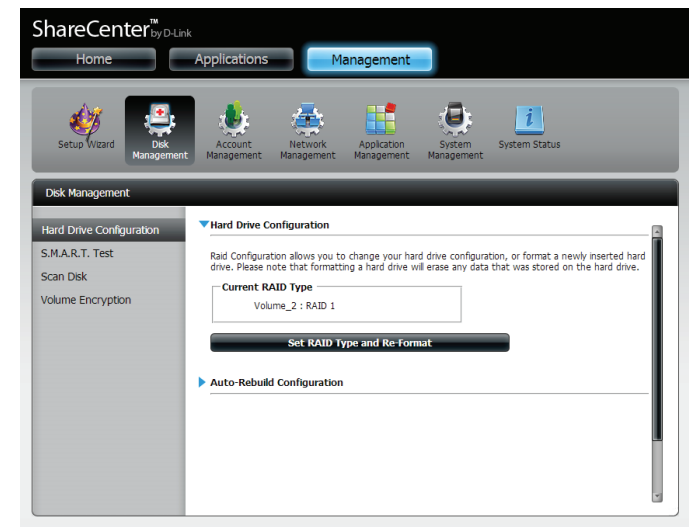 ShareCenter™ by D-Link
Home Applications Management
Setup Wizard Disk Management Account Management Network Management Application Management System Management System Status
Disk Management
Hard Drive Configuration
S.M.A.R.T. Test
Scan Disk
Volume Encryption
Hard Drive Configuration
Raid Configuration allows you to change your hard drive configuration, or format a newly inserted hard
drive. Please note that formatting a hard drive will erase any data that was stored on the hard drive.
Current RAID Type
Volume_2 : RAID 1
Set RAID Type and Re-Format
Auto-Rebuild Configuration